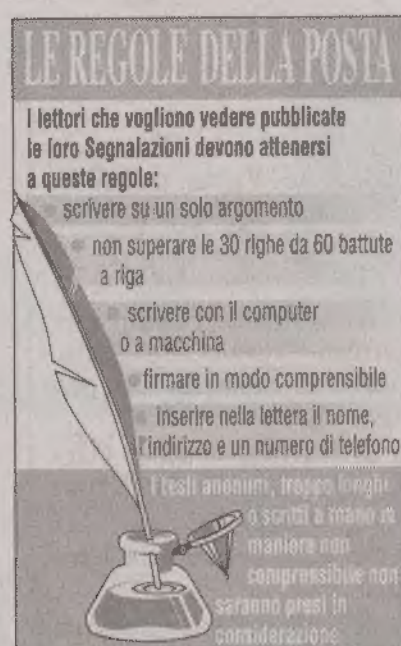 LE REGOLE DELLA POSTA
I lettori che vogliono vedere pubblicate
le loro Segnalazioni devono attenersi
a queste regole:
scrivere su un solo argomento
non superare le 30 righe da 60 battute
a riga
scrivere con il computer
o a macchina
firmare in modo comprensibile
inserire nella lettera il nome,
l'indirizzo e un numero di telefono
I testi anonimi, troppo lunghi
o scritti a mano in
maniera non
comprensibile non
saranno presi in
considerazione